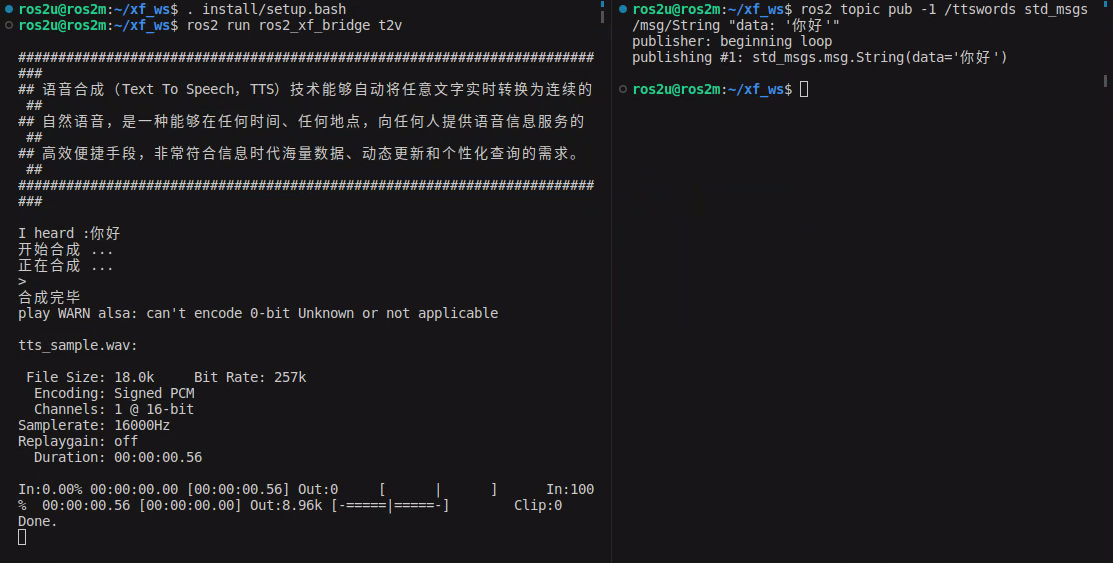 ros2u@ros2m:~/xf_ws$ . install/setup.bash
ros2u@ros2m:~/xf_ws$ ros2 run ros2_xf_bridge t2v
########################################################################
###
## 语音合成（Text To Speech，TTS）技术能够自动将任意文字实时转换为连续的
 ##
## 自然语音，是一种能够在任何时间、任何地点，向任何人提供语音信息服务的
 ##
## 高效便捷手段，非常符合信息时代海量数据、动态更新和个性化查询的需求。
 ##
########################################################################
###
I heard :你好
开始合成 ...
正在合成 ...
>
合成完毕
play WARN alsa: can't encode 0-bit Unknown or not applicable
tts_sample.wav:
 File Size: 18.0k     Bit Rate: 257k
  Encoding: Signed PCM
  Channels: 1 @ 16-bit
Samplerate: 16000Hz
Replaygain: off
  Duration: 00:00:00.56
In:0.00% 00:00:00.00 [00:00:00.56] Out:0     [      |      ]      In:100
%  00:00:00.56 [00:00:00.00] Out:8.96k [-=====|=====-]        Clip:0
Done.
ros2u@ros2m:~/xf_ws$ ros2 topic pub -1 /ttswords std_msgs
/msg/String "data: '你好'"
publisher: beginning loop
publishing #1: std_msgs.msg.String(data='你好')
ros2u@ros2m:~/xf_ws$